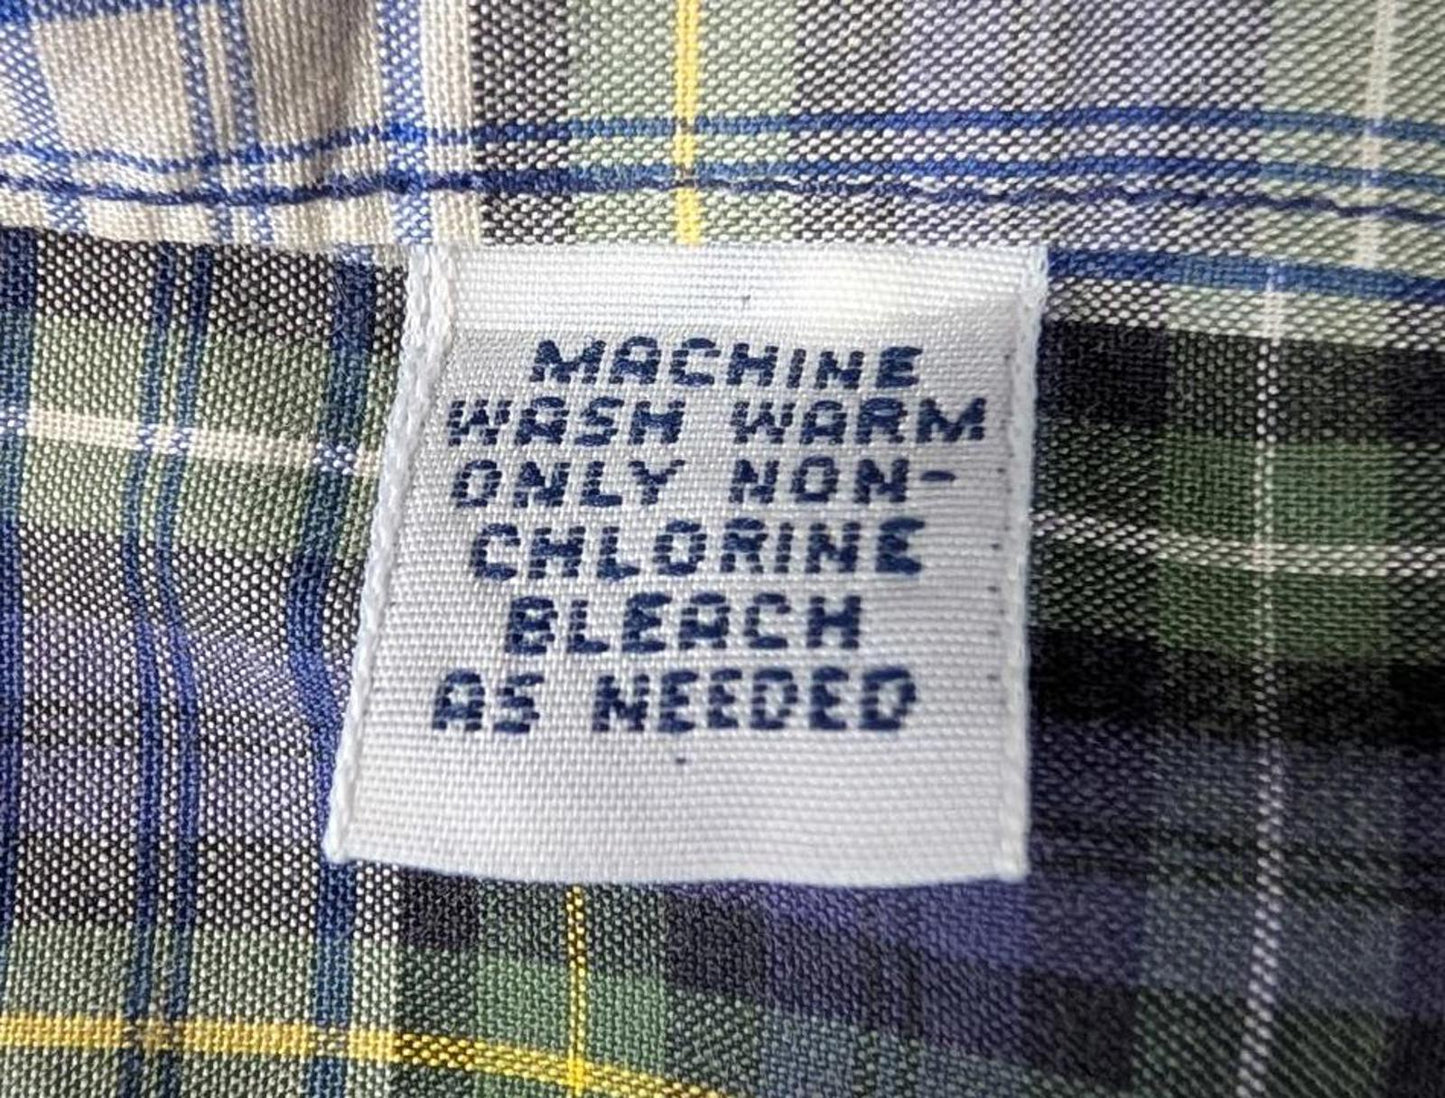 MACHINE
WASH WARM
ONLY NON-
CHLORINE
BLEACH
AS NEEDED